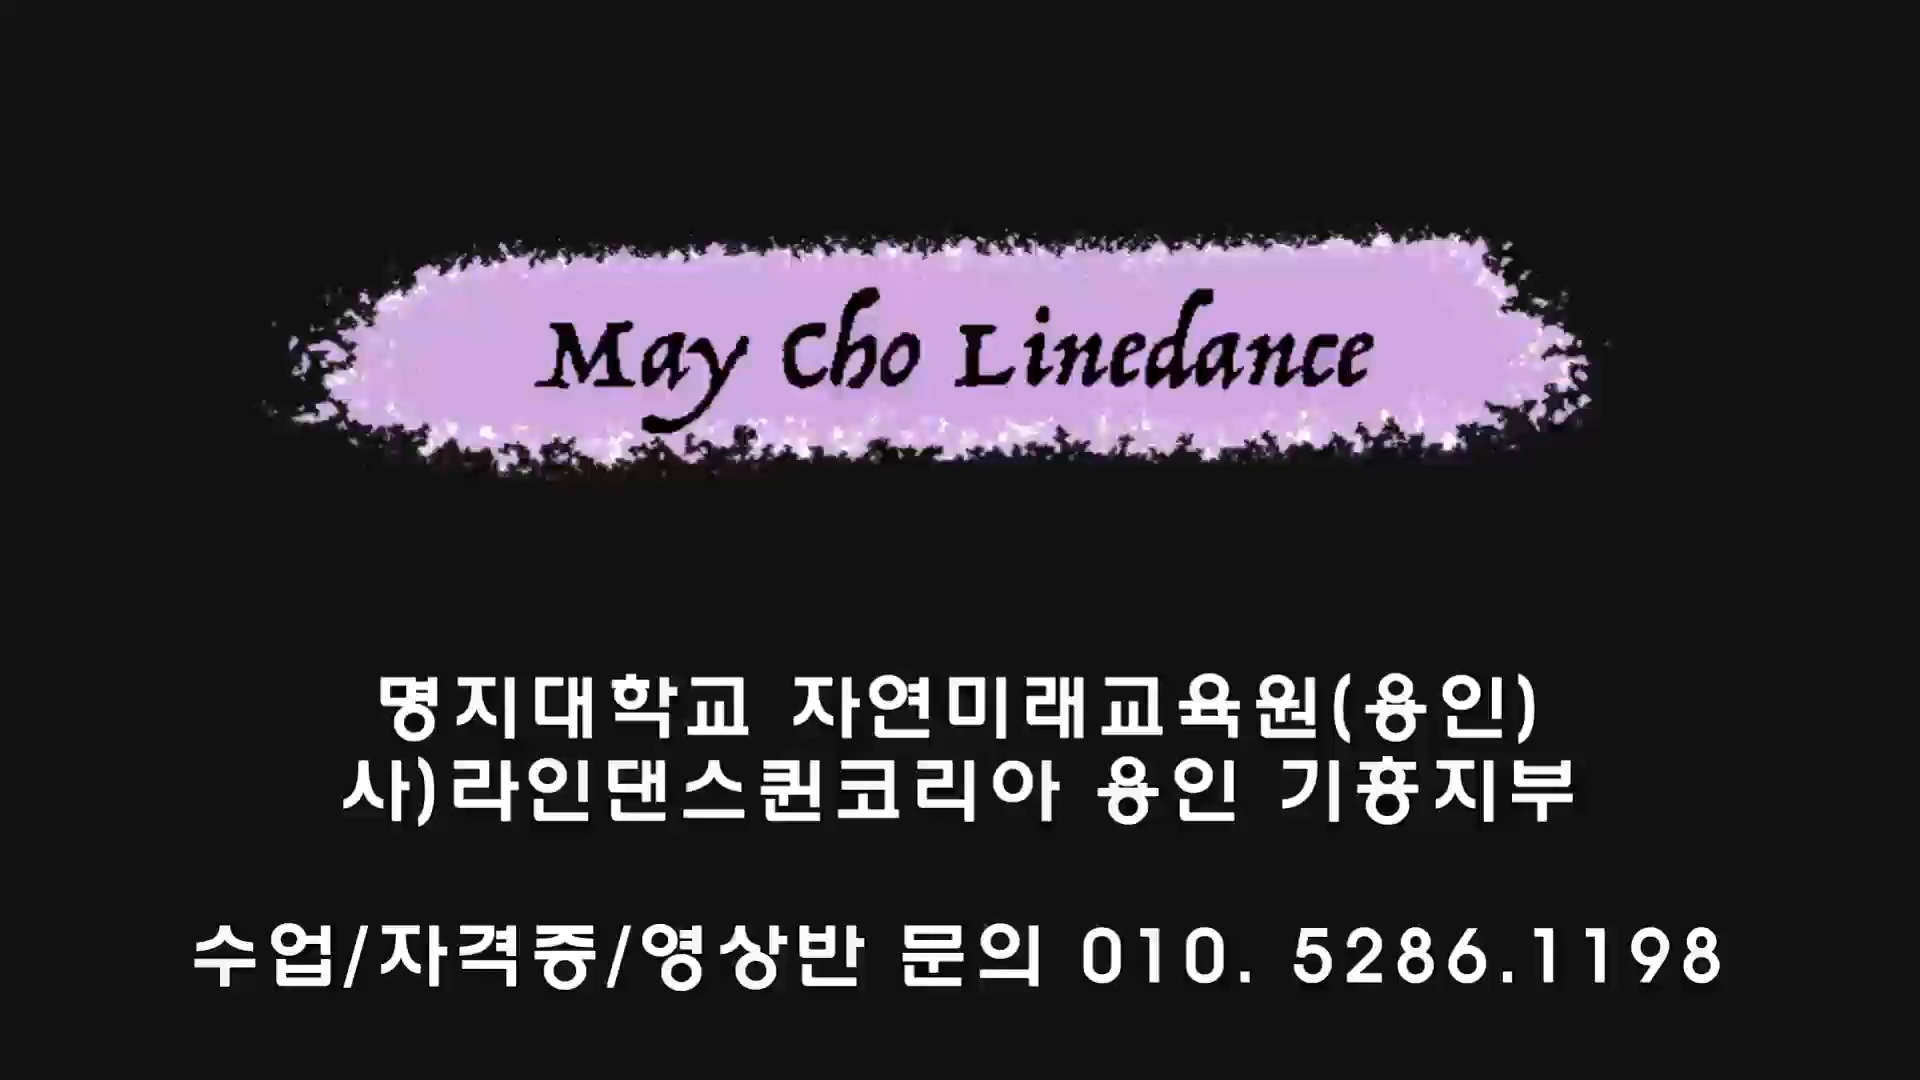 May Cho Linedance
명지대학교 자연미래교육원(용인)
사)라인댄스퀸코리아 용인 기흥지부
수업/자격증/영상반 문의 010. 5286.1198